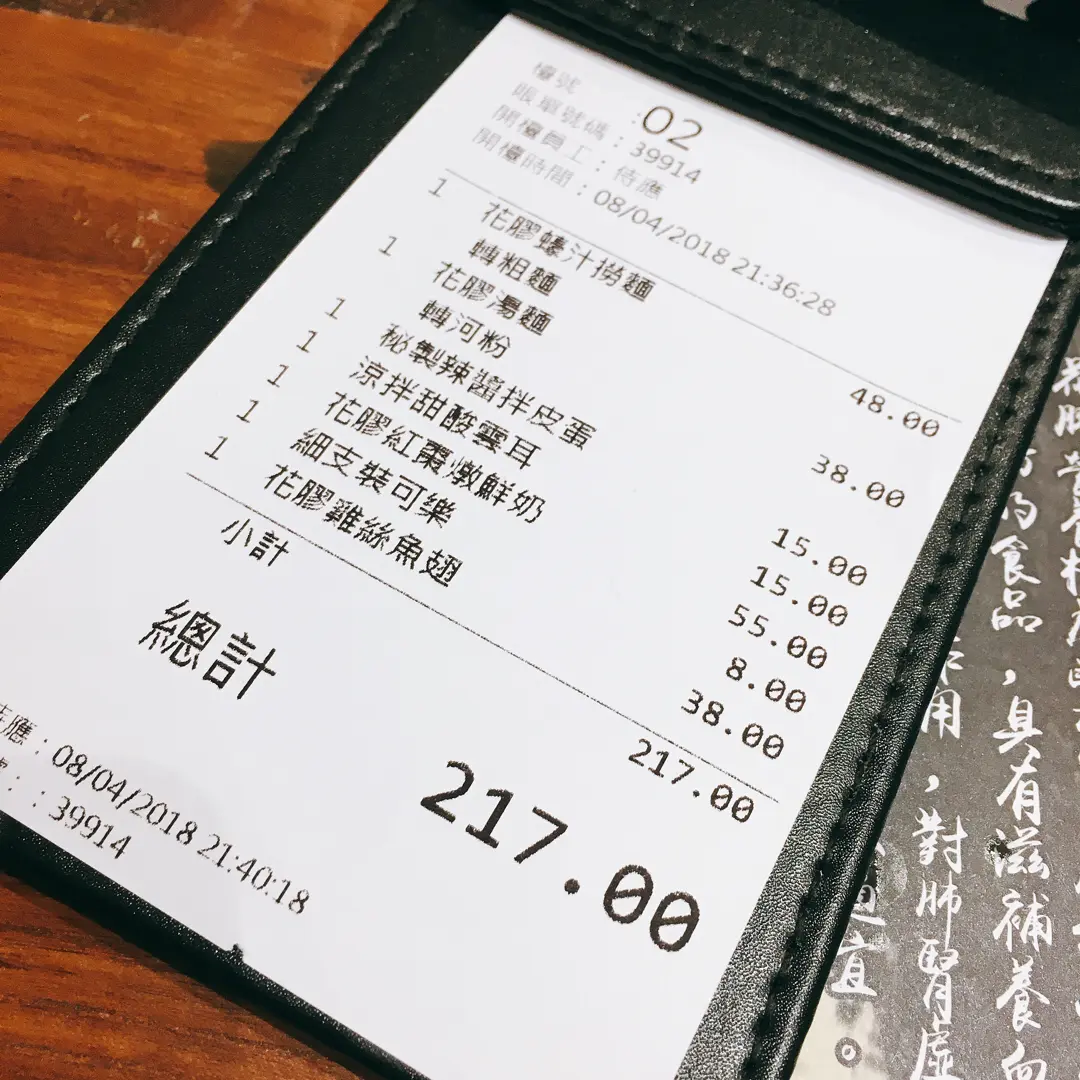 檯號 :02
賬單號碼：39914
開檯員工：侍應
開檯時間：08/04/2018 21:36:28
1 花膠蠔汁撈麵 48.00
轉粗麵
1 花膠湯麵 38.00
轉河粉
1 秘製辣醬拌皮蛋 15.00
1 涼拌甜酸雲耳 15.00
1 花膠紅棗燉鮮奶 55.00
1 細支裝可樂 8.00
1 花膠雞絲魚翅 38.00
小計 217.00
總計 217.00
應：08/04/2018 21:40:18
：39914
的食品，具有滋補養
用，對肺腎虛
宜。